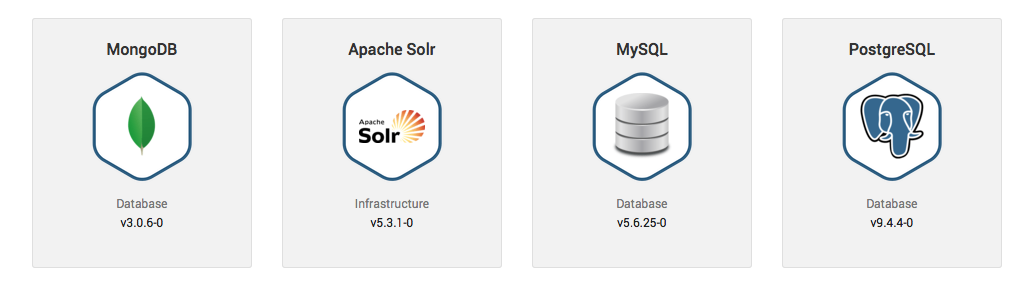 MongoDB
Database
v3.0.6-0
Apache Solr
Apache
Solr
Infrastructure
v5.3.1-0
MySQL
Database
v5.6.25-0
PostgreSQL
Database
v9.4.4-0